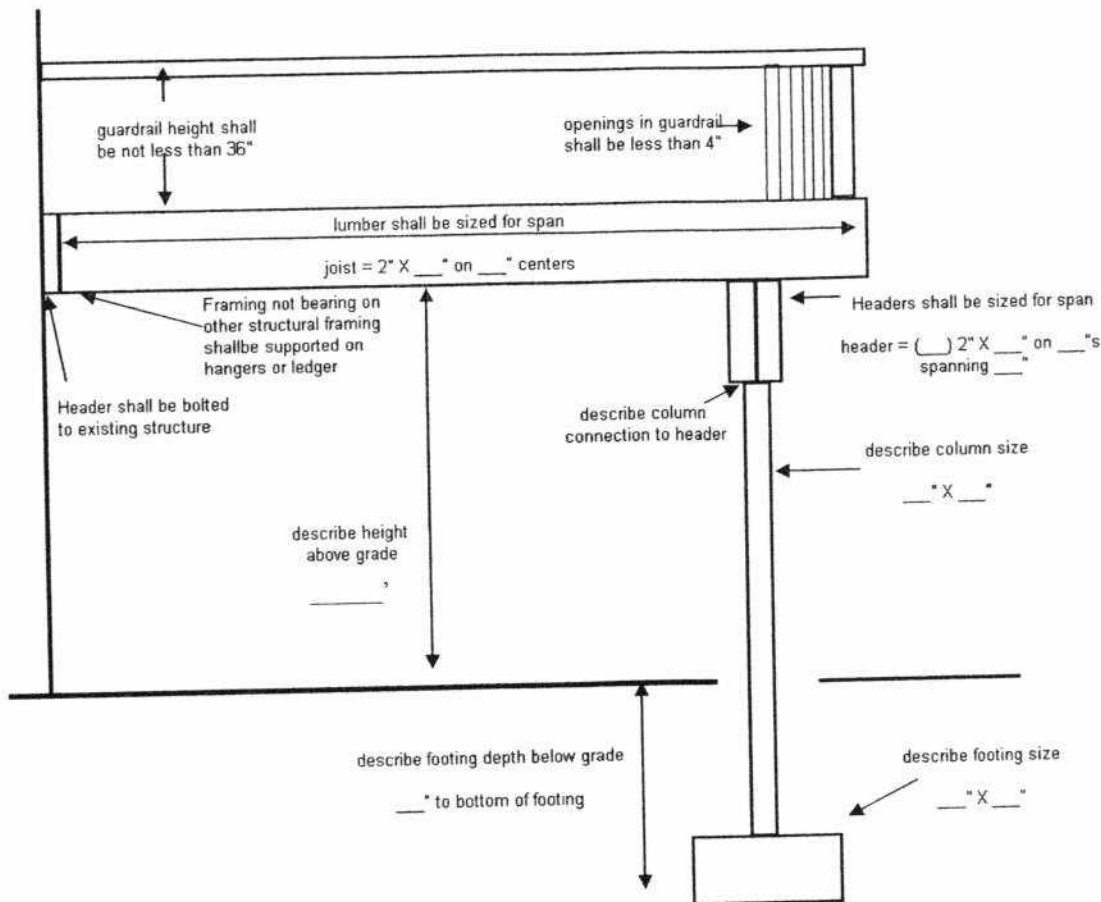 guardrail height shall
be not less than 36"
openings in guardrail
shall be less than 4"
lumber shall be sized for span
joist = 2" X ___" on ___" centers
Framing not bearing on
other structural framing
shallbe supported on
hangers or ledger
Headers shall be sized for span
header = (___) 2" X ___" on ___"s
spanning ___"
Header shall be bolted
to existing structure
describe column
connection to header
describe column size
___" X ___"
describe height
above grade
_______'
describe footing depth below grade
___" to bottom of footing
describe footing size
___" X ___"